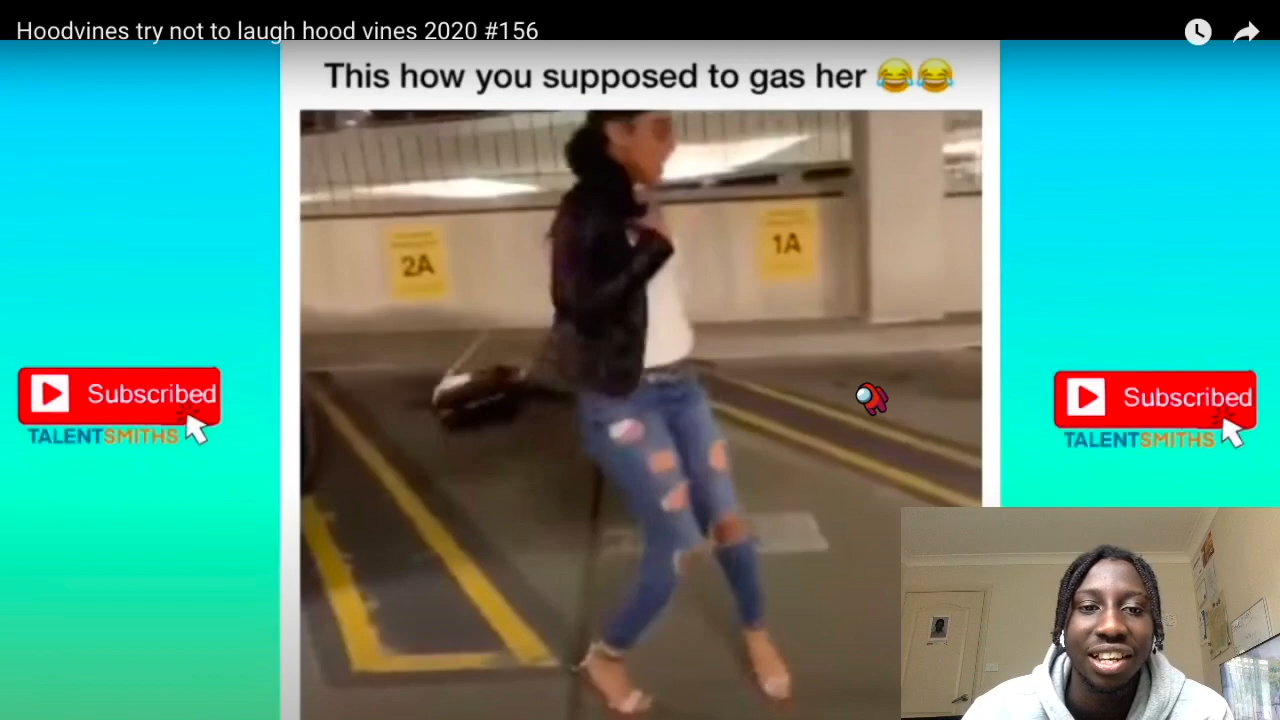 Hoodvines try not to laugh hood vines 2020 #156
This how you supposed to gas her 😂😂
2A
1A
Subscribed
TALENTSMITHS
Subscribed
TALENTSMITHS